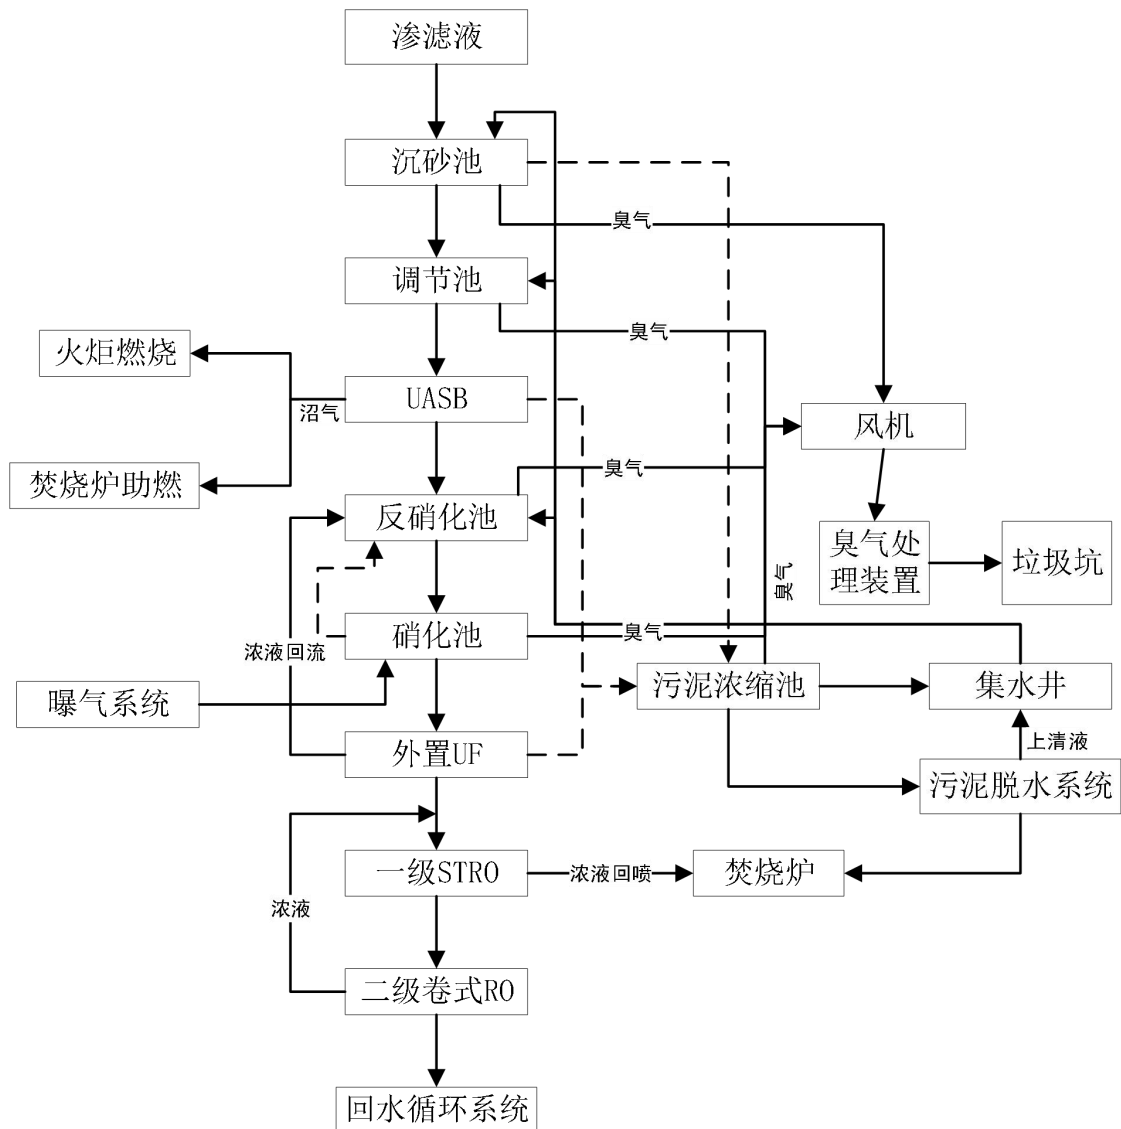 渗滤液
沉砂池
臭气
调节池
臭气
火炬燃烧
UASB
沼气
风机
臭气
焚烧炉助燃
反硝化池
臭气处
理装置
垃圾坑
臭气
硝化池
臭气
浓液回流
污泥浓缩池
集水井
曝气系统
外置UF
上清液
污泥脱水系统
一级STRO
浓液回喷
焚烧炉
浓液
二级卷式RO
回水循环系统